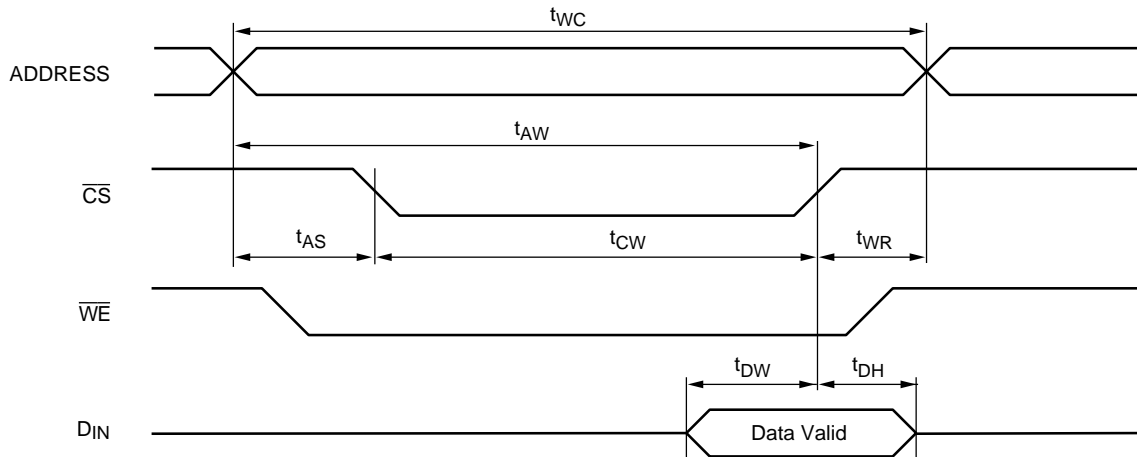 tWC
ADDRESS
tAW
CS
tAS tCW tWR
WE
tDW tDH
DIN Data Valid